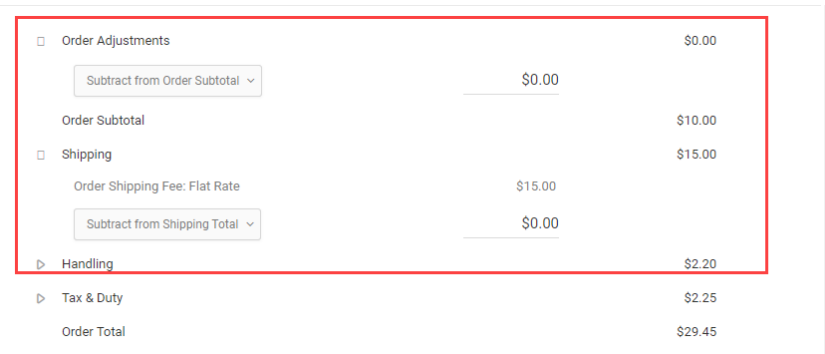 Order Adjustments $0.00
Subtract from Order Subtotal $0.00
Order Subtotal $10.00
Shipping $15.00
Order Shipping Fee: Flat Rate $15.00
Subtract from Shipping Total $0.00
Handling $2.20
Tax & Duty $2.25
Order Total $29.45